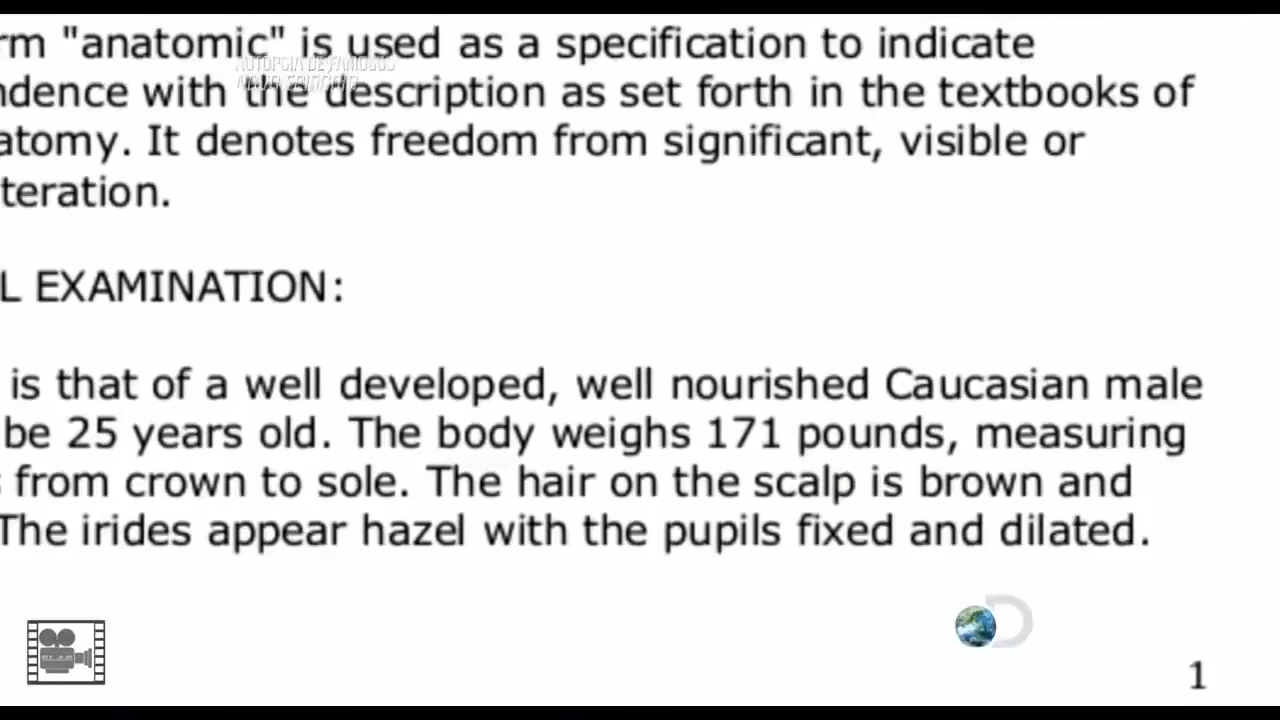 rm "anatomic" is used as a specification to indicate
AUTOPSIA DE FAMOSOS
ndence with the description as set forth in the textbooks of
atomy. It denotes freedom from significant, visible or
teration.
L EXAMINATION:
is that of a well developed, well nourished Caucasian male
be 25 years old. The body weighs 171 pounds, measuring
from crown to sole. The hair on the scalp is brown and
The irides appear hazel with the pupils fixed and dilated.
D
1